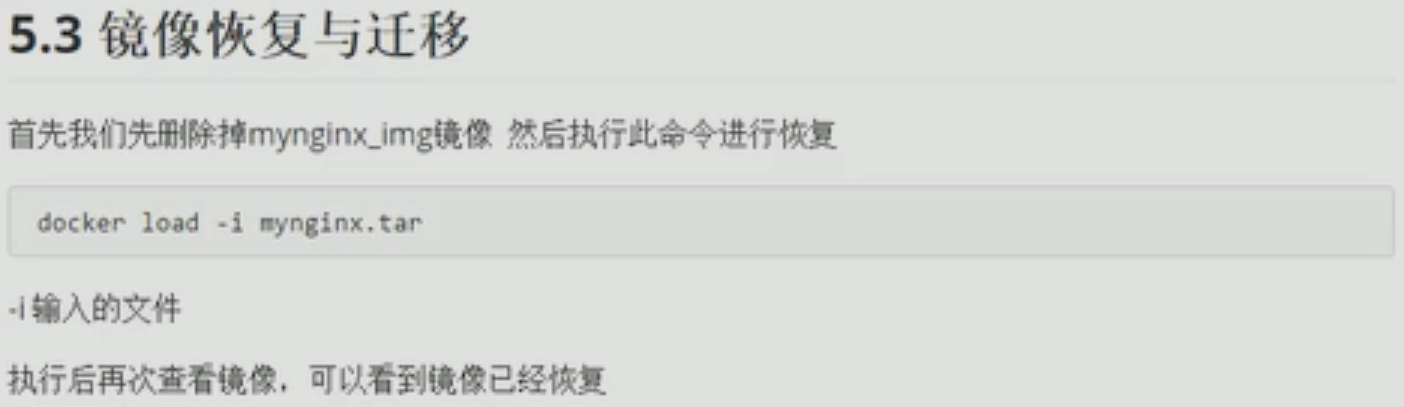 5.3 镜像恢复与迁移
首先我们先删除掉mynginx_img镜像 然后执行此命令进行恢复
docker load -i mynginx.tar
-i 输入的文件
执行后再次查看镜像，可以看到镜像已经恢复